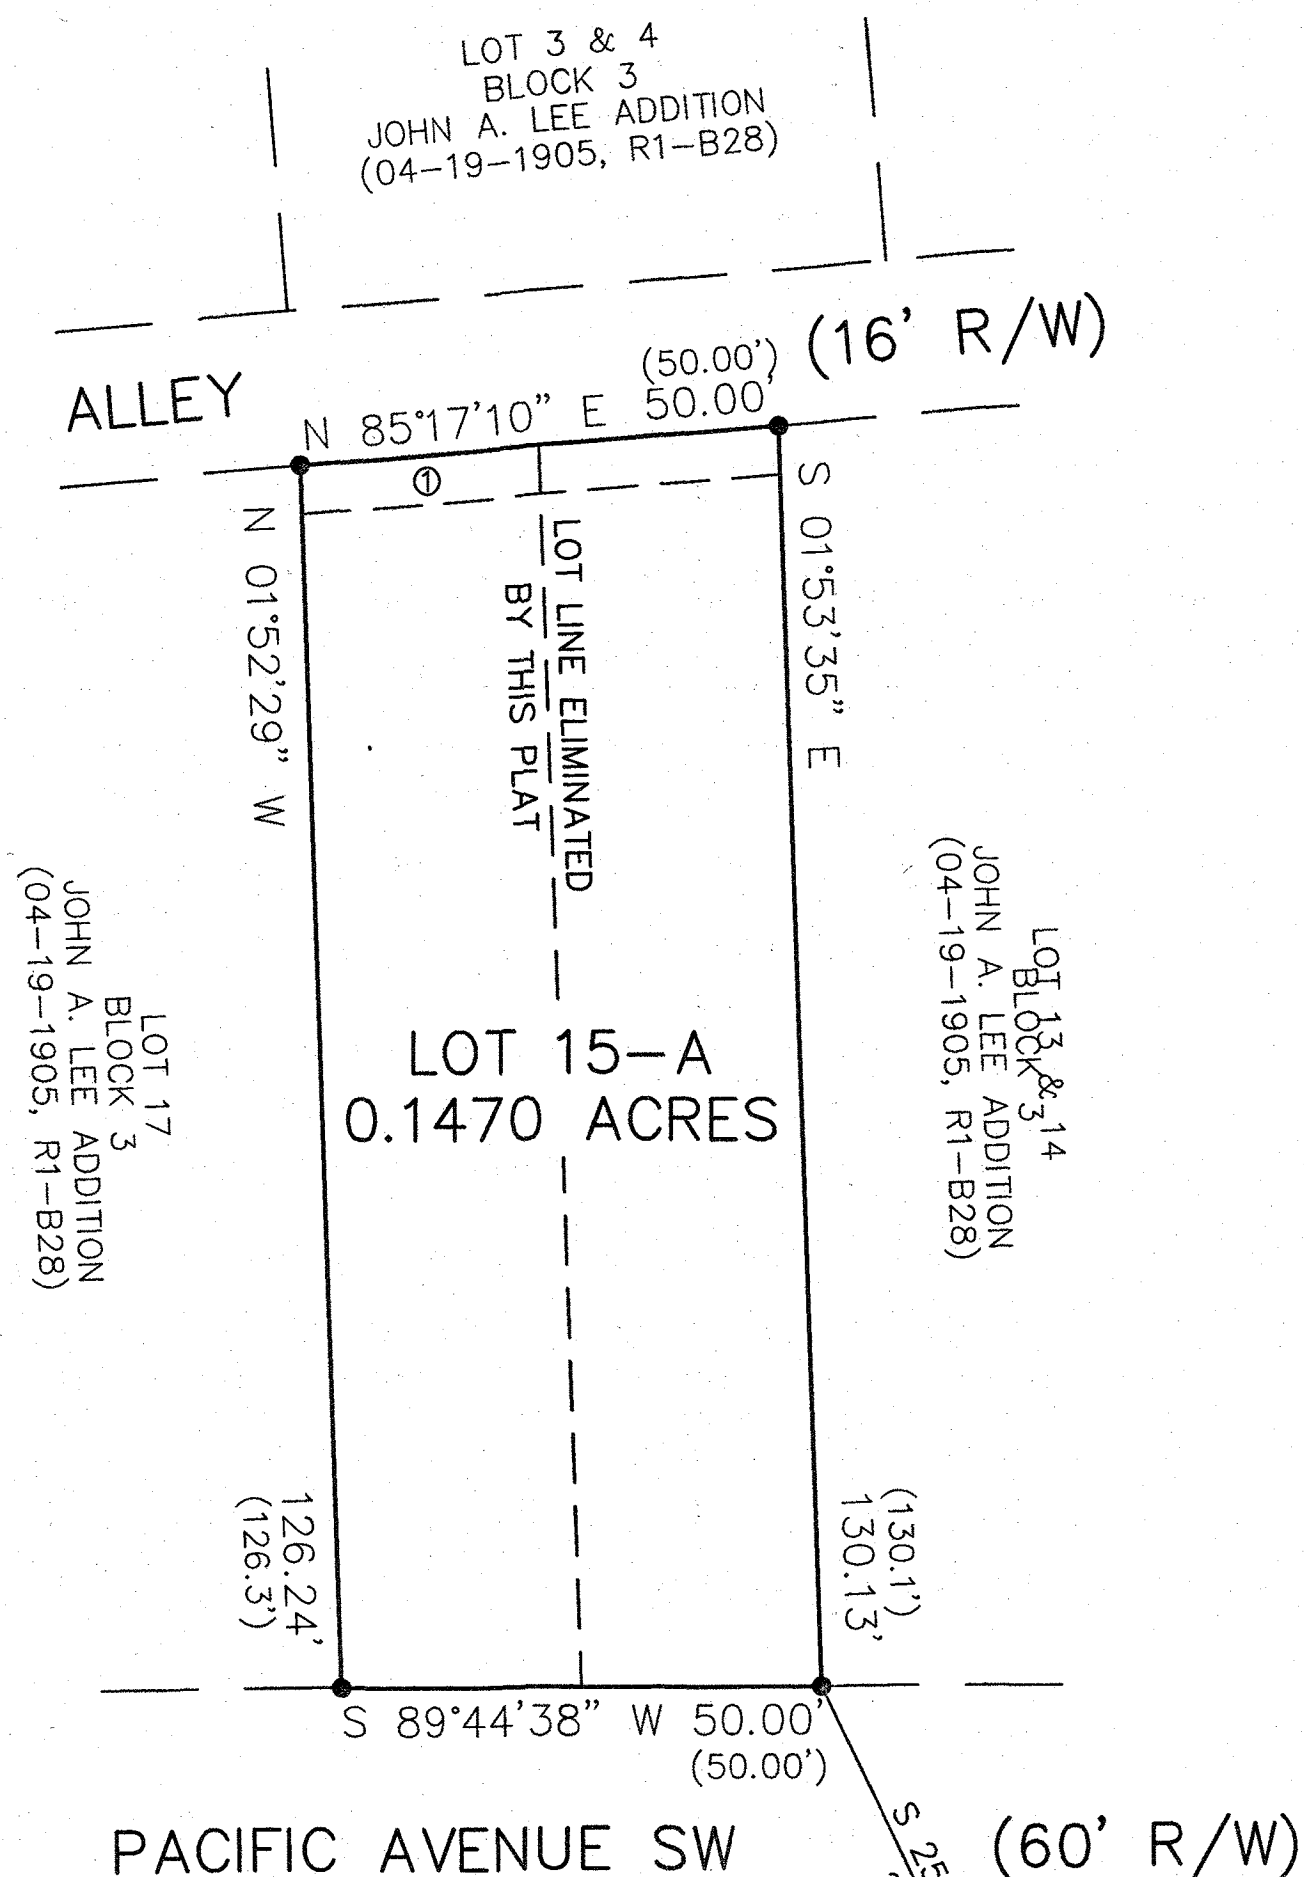 LOT 3 & 4
BLOCK 3
JOHN A. LEE ADDITION
(04-19-1905, R1-B28)
ALLEY
(16' R/W)
(50.00')
N 85°17'10" E 50.00'
①
N 01°52'29" W
S 01°53'35" E
LOT LINE ELIMINATED
BY THIS PLAT
LOT 17
BLOCK 3
JOHN A. LEE ADDITION
(04-19-1905, R1-B28)
LOT 13 & 14
BLOCK 3
JOHN A. LEE ADDITION
(04-19-1905, R1-B28)
LOT 15-A
0.1470 ACRES
126.24'
(126.3')
(130.1')
130.13'
S 89°44'38" W 50.00'
(50.00')
S 25
PACIFIC AVENUE SW
(60' R/W)